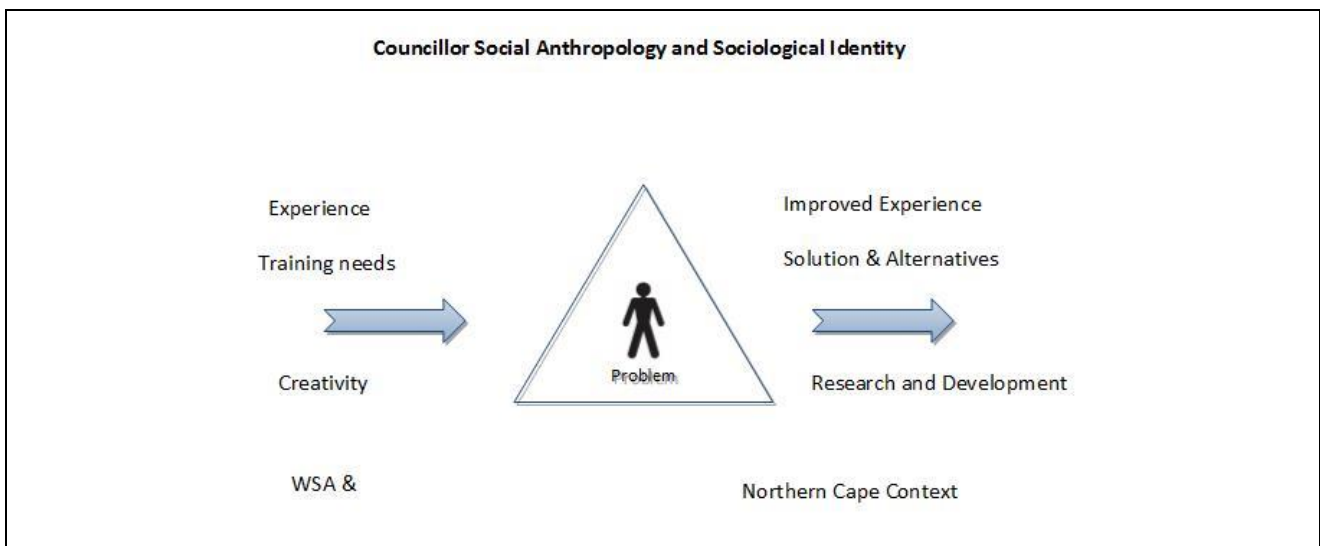 Councillor Social Anthropology and Sociological Identity
Experience
Training needs
Creativity
Problem
Improved Experience
Solution & Alternatives
Research and Development
WSA &
Northern Cape Context